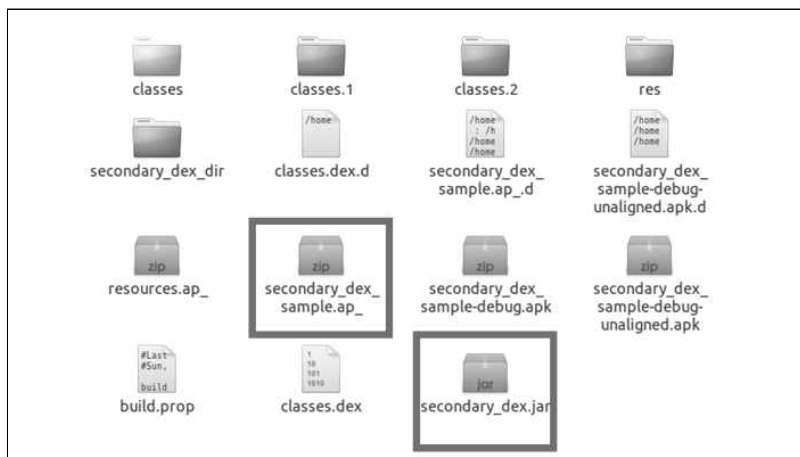 classes
classes.1
classes.2
res
/home
/home
: /h
/home
/home
/home
/home
/home
secondary_dex_dir
classes.dex.d
secondary_dex_
sample.ap_.d
secondary_dex_
sample-debug-
unaligned.apk.d
zip
zip
zip
zip
resources.ap_
secondary_dex_
sample.ap_
secondary_dex_
sample-debug.apk
secondary_dex_
sample-debug-
unaligned.apk
#Last
#Sun,
build
1
10
101
1010
jar
build.prop
classes.dex
secondary_dex.jar